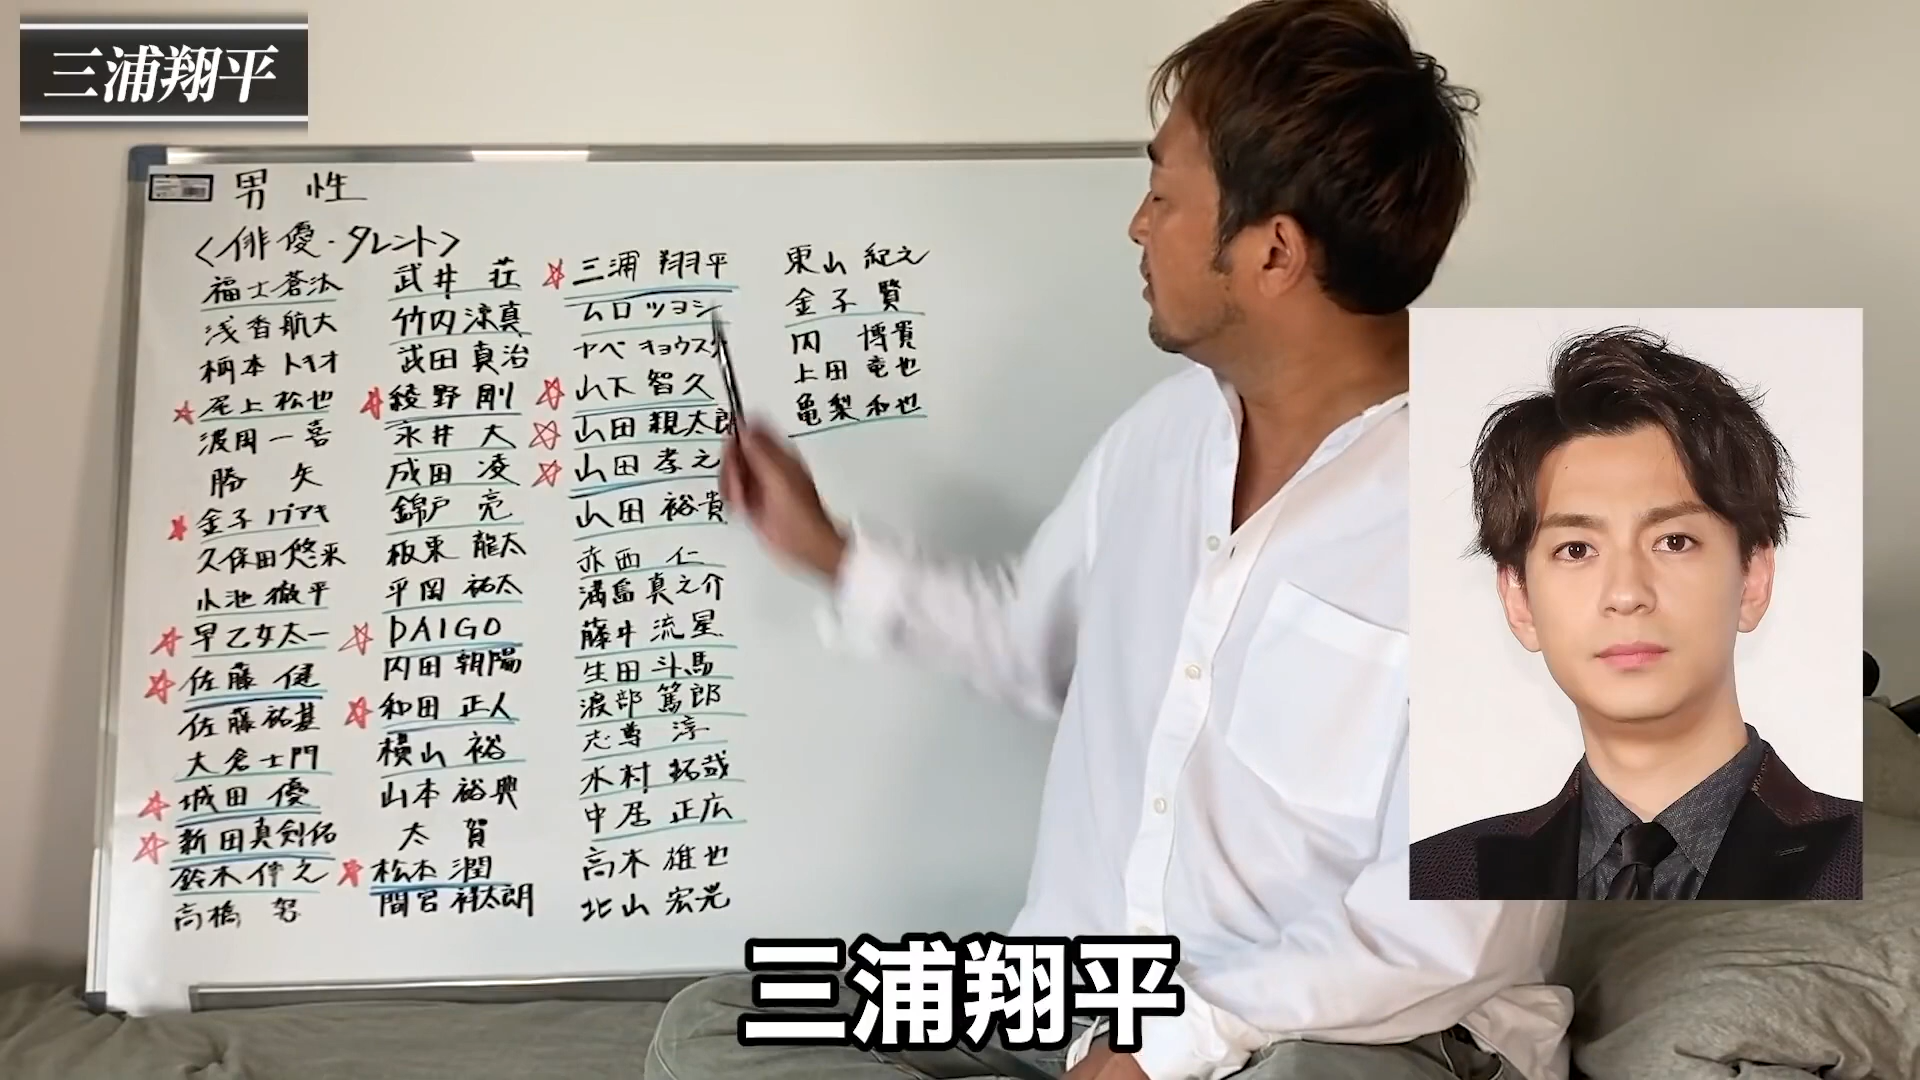 三浦翔平
男性
<俳優・タレント>
福士蒼汰
浅香航大
柄本トキオ
尾上松也
渡岡一喜
勝矢
金子ノブアキ
久保田悠来
小池徹平
早乙女太一
佐藤健
佐藤祐基
大倉士門
城田優
新田真剣佑
鈴木伸之
高橋努
武井荘
竹内涼真
武田真治
綾野剛
永井大
成田凌
錦戸亮
板東龍太
平岡祐太
DAIGO
内田朝陽
和田正人
横山裕
山本裕典
太賀
松本潤
間宮祥太朗
三浦翔平
ムロツヨシ
ヤベキョウスケ
山下智久
山田親太郎
山田孝之
山田裕貴
赤西仁
満島真之介
藤井流星
生田斗馬
渡部篤郎
志尊淳
木村拓哉
中居正広
高木雄也
北山宏光
東山紀之
金子賢
内博貴
上田竜也
亀梨和也
三浦翔平